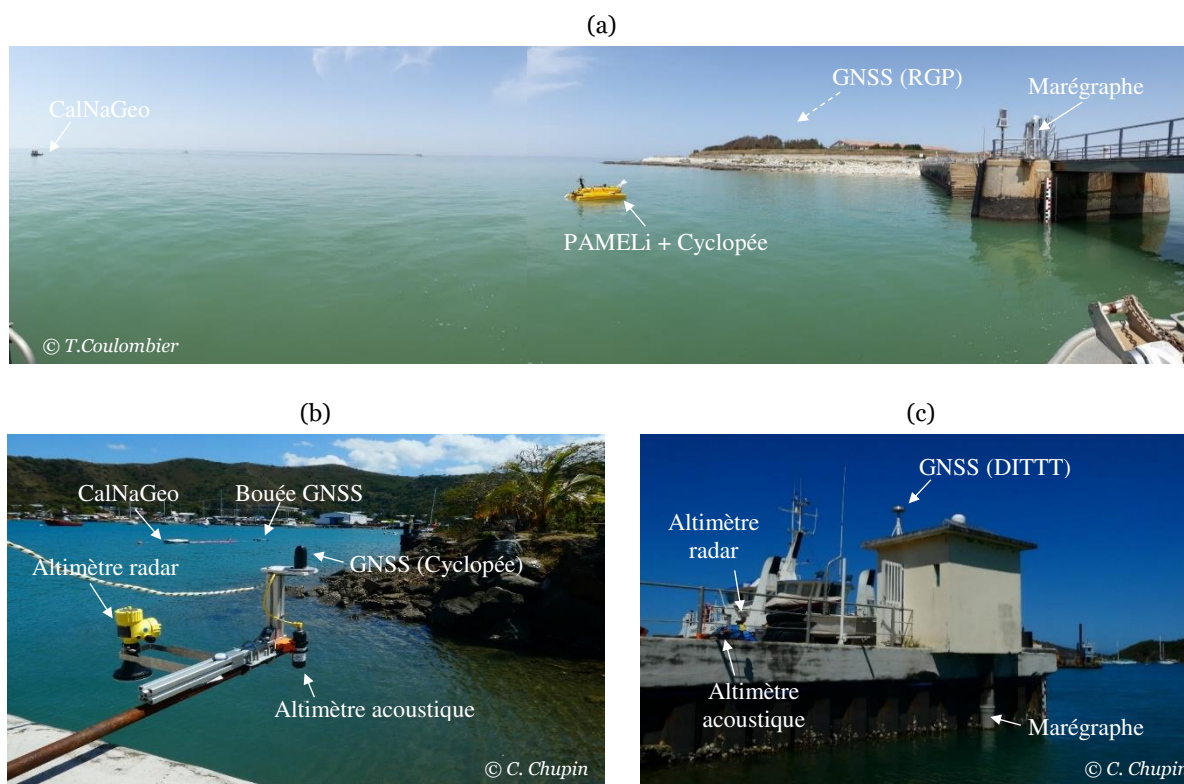 (a)
GNSS (RGP)
Marégraphe
CalNaGeo
PAMELi + Cyclopée
© T.Coulombier
(b)
(c)
CalNaGeo
Bouée GNSS
Altimètre radar
GNSS (Cyclopée)
Altimètre acoustique
© C. Chupin
GNSS (DITTT)
Altimètre
radar
Altimètre
acoustique
Marégraphe
© C. Chupin